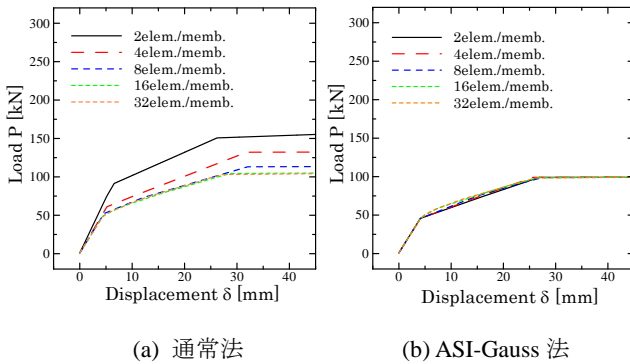 (a)
300
250
200
150
100
50
0
Load P [kN]
2elem./memb.
4elem./memb.
8elem./memb.
16elem./memb.
32elem./memb.
0 10 20 30 40
Displacement δ [mm]
(a) 通常法
(b)
300
250
200
150
100
50
0
Load P [kN]
2elem./memb.
4elem./memb.
8elem./memb.
16elem./memb.
32elem./memb.
0 10 20 30 40
Displacement δ [mm]
(b) ASI-Gauss 法